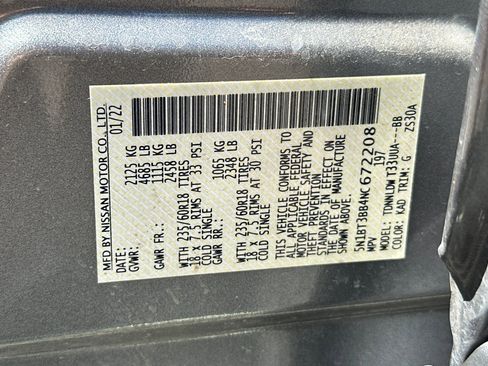 MFD BY NISSAN MOTOR CO., LTD.
DATE: 01/22
GVWR: 2125 KG
4685 LB
GAWR FR.: 1115 KG
2458 LB
WITH 235/60R18 TIRES
18 X 7.5 RIMS AT 33 PSI
COLD SINGLE
GAWR RR.: 1065 KG
2348 LB
WITH 235/60R18 TIRES
18 X 7.5 RIMS AT 30 PSI
COLD SINGLE
THIS VEHICLE CONFORMS TO
ALL APPLICABLE FEDERAL
MOTOR VEHICLE SAFETY AND
THEFT PREVENTION
STANDARDS IN EFFECT ON
THE DATE OF MANUFACTURE
SHOWN ABOVE
5N1BT3BB4NC672208
MPV 197
MODEL: TDNNLDWT33UUA---BB
COLOR: KAD TRIM: G ZS30A